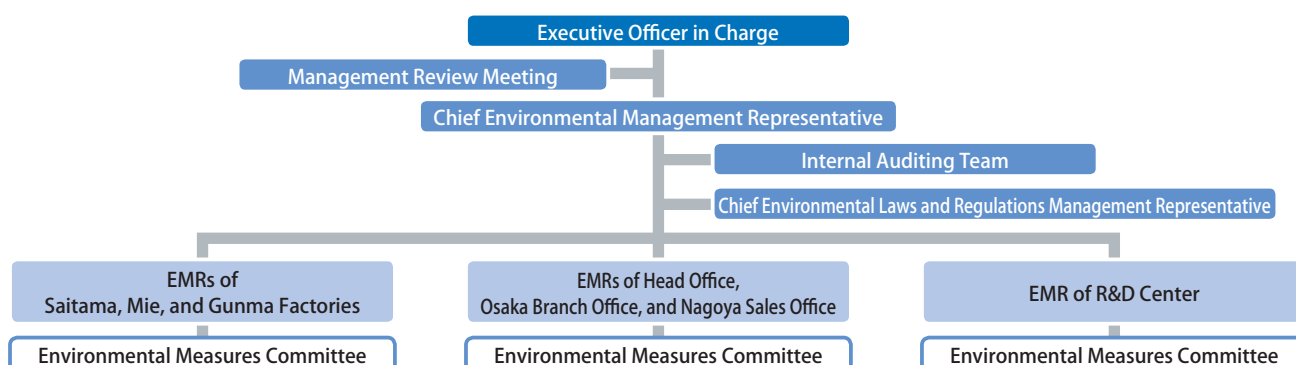 Executive Officer in Charge
Management Review Meeting
Chief Environmental Management Representative
Internal Auditing Team
Chief Environmental Laws and Regulations Management Representative
EMRs of
Saitama, Mie, and Gunma Factories
EMRs of Head Office,
Osaka Branch Office, and Nagoya Sales Office
EMR of R&D Center
Environmental Measures Committee
Environmental Measures Committee
Environmental Measures Committee